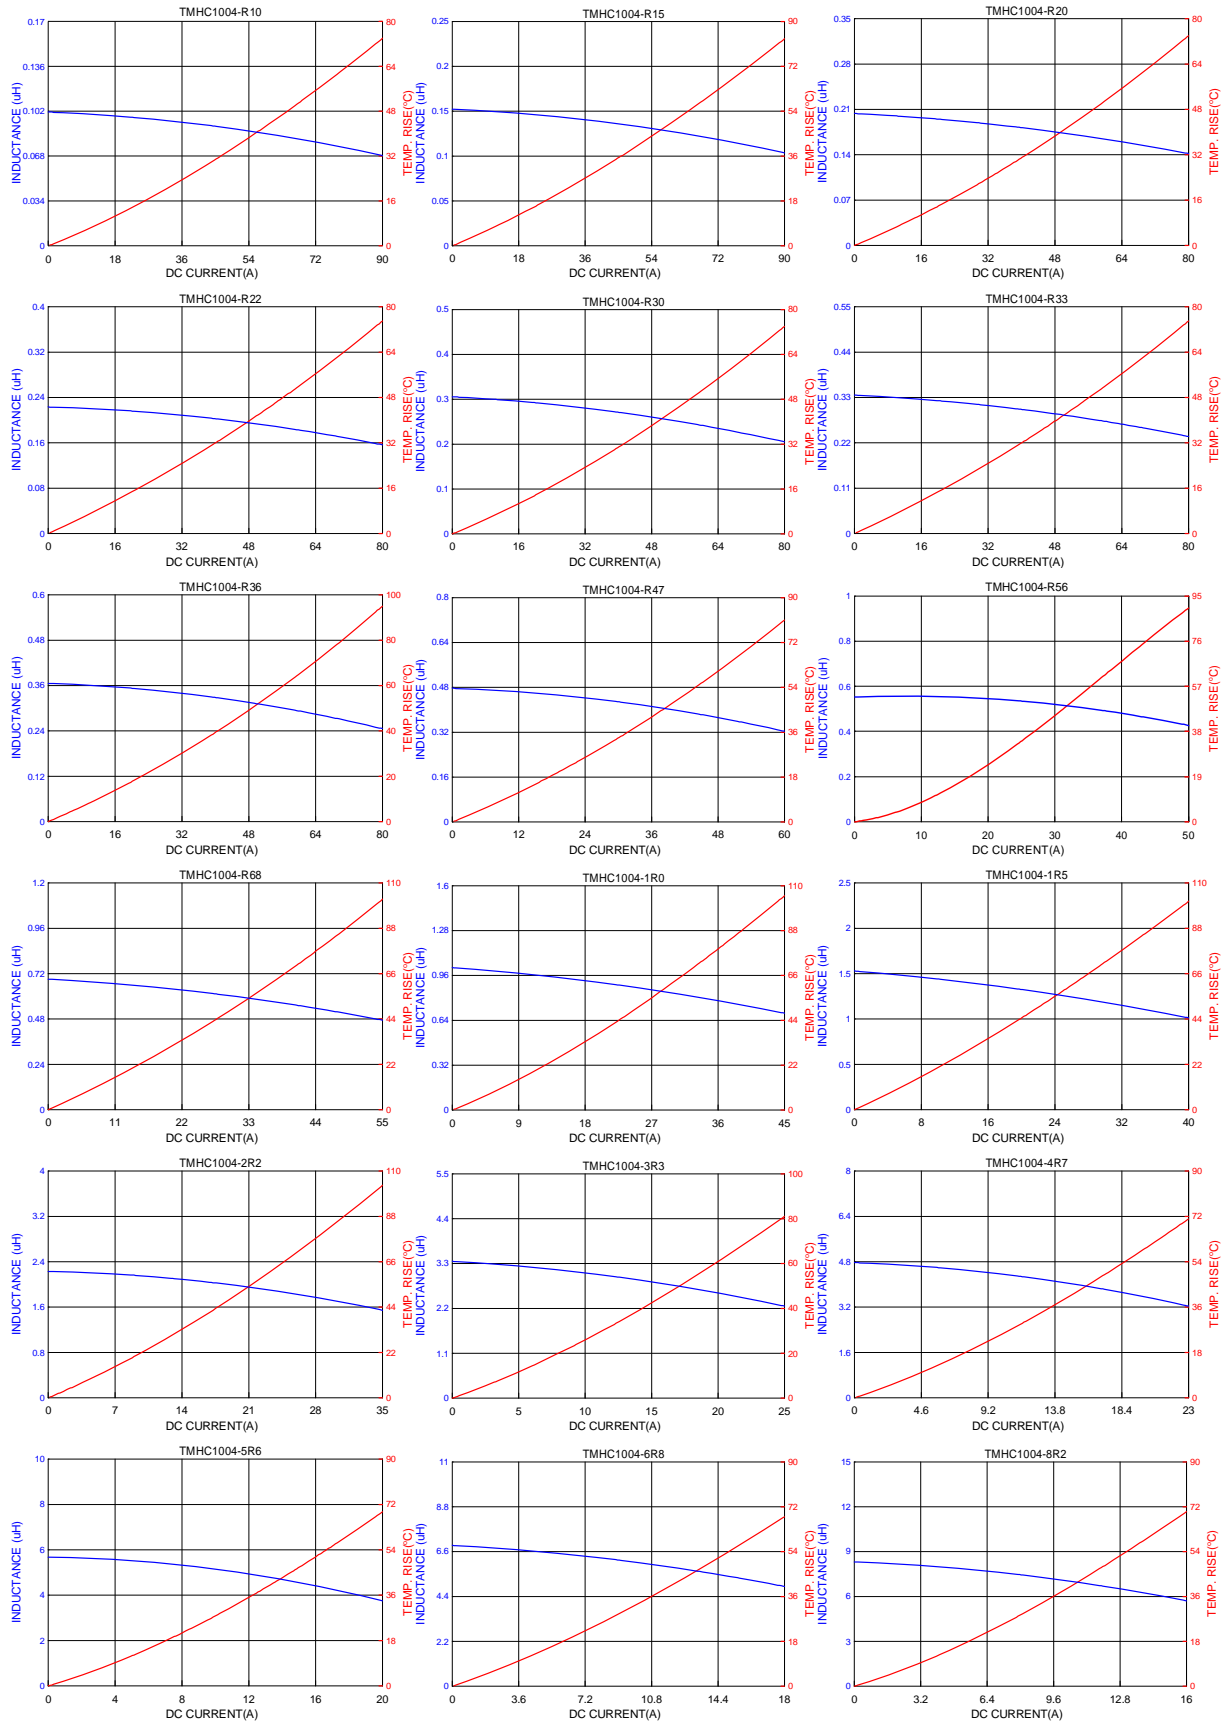 TMHC1004-R10
0.17
0.136
0.102
0.068
0.034
0
INDUCTANCE (uH)
80
64
48
32
16
0
TEMP. RISE(ºC)
0 18 36 54 72 90
DC CURRENT(A)
TMHC1004-R15
0.25
0.2
0.15
0.1
0.05
0
INDUCTANCE (uH)
90
72
54
36
18
0
TEMP. RISE(ºC)
0 18 36 54 72 90
DC CURRENT(A)
TMHC1004-R20
0.35
0.28
0.21
0.14
0.07
0
INDUCTANCE (uH)
80
64
48
32
16
0
TEMP. RISE(ºC)
0 16 32 48 64 80
DC CURRENT(A)
TMHC1004-R22
0.4
0.32
0.24
0.16
0.08
0
INDUCTANCE (uH)
80
64
48
32
16
0
TEMP. RISE(ºC)
0 16 32 48 64 80
DC CURRENT(A)
TMHC1004-R30
0.5
0.4
0.3
0.2
0.1
0
INDUCTANCE (uH)
80
64
48
32
16
0
TEMP. RISE(ºC)
0 16 32 48 64 80
DC CURRENT(A)
TMHC1004-R33
0.55
0.44
0.33
0.22
0.11
0
INDUCTANCE (uH)
80
64
48
32
16
0
TEMP. RISE(ºC)
0 16 32 48 64 80
DC CURRENT(A)
TMHC1004-R36
0.6
0.48
0.36
0.24
0.12
0
INDUCTANCE (uH)
100
80
60
40
20
0
TEMP. RISE(ºC)
0 16 32 48 64 80
DC CURRENT(A)
TMHC1004-R47
0.8
0.64
0.48
0.32
0.16
0
INDUCTANCE (uH)
90
72
54
36
18
0
TEMP. RISE(ºC)
0 12 24 36 48 60
DC CURRENT(A)
TMHC1004-R56
1
0.8
0.6
0.4
0.2
0
INDUCTANCE (uH)
95
76
57
38
19
0
TEMP. RISE(ºC)
0 10 20 30 40 50
DC CURRENT(A)
TMHC1004-R68
1.2
0.96
0.72
0.48
0.24
0
INDUCTANCE (uH)
110
88
66
44
22
0
TEMP. RISE(ºC)
0 11 22 33 44 55
DC CURRENT(A)
TMHC1004-1R0
1.6
1.28
0.96
0.64
0.32
0
INDUCTANCE (uH)
110
88
66
44
22
0
TEMP. RISE(ºC)
0 9 18 27 36 45
DC CURRENT(A)
TMHC1004-1R5
2.5
2
1.5
1
0.5
0
INDUCTANCE (uH)
110
88
66
44
22
0
TEMP. RISE(ºC)
0 8 16 24 32 40
DC CURRENT(A)
TMHC1004-2R2
4
3.2
2.4
1.6
0.8
0
INDUCTANCE (uH)
110
88
66
44
22
0
TEMP. RISE(ºC)
0 7 14 21 28 35
DC CURRENT(A)
TMHC1004-3R3
5.5
4.4
3.3
2.2
1.1
0
INDUCTANCE (uH)
100
80
60
40
20
0
TEMP. RISE(ºC)
0 5 10 15 20 25
DC CURRENT(A)
TMHC1004-4R7
8
6.4
4.8
3.2
1.6
0
INDUCTANCE (uH)
90
72
54
36
18
0
TEMP. RISE(ºC)
0 4.6 9.2 13.8 18.4 23
DC CURRENT(A)
TMHC1004-5R6
10
8
6
4
2
0
INDUCTANCE (uH)
90
72
54
36
18
0
TEMP. RISE(ºC)
0 4 8 12 16 20
DC CURRENT(A)
TMHC1004-6R8
11
8.8
6.6
4.4
2.2
0
INDUCTANCE (uH)
90
72
54
36
18
0
TEMP. RISE(ºC)
0 3.6 7.2 10.8 14.4 18
DC CURRENT(A)
TMHC1004-8R2
15
12
9
6
3
0
INDUCTANCE (uH)
90
72
54
36
18
0
TEMP. RISE(ºC)
0 3.2 6.4 9.6 12.8 16
DC CURRENT(A)